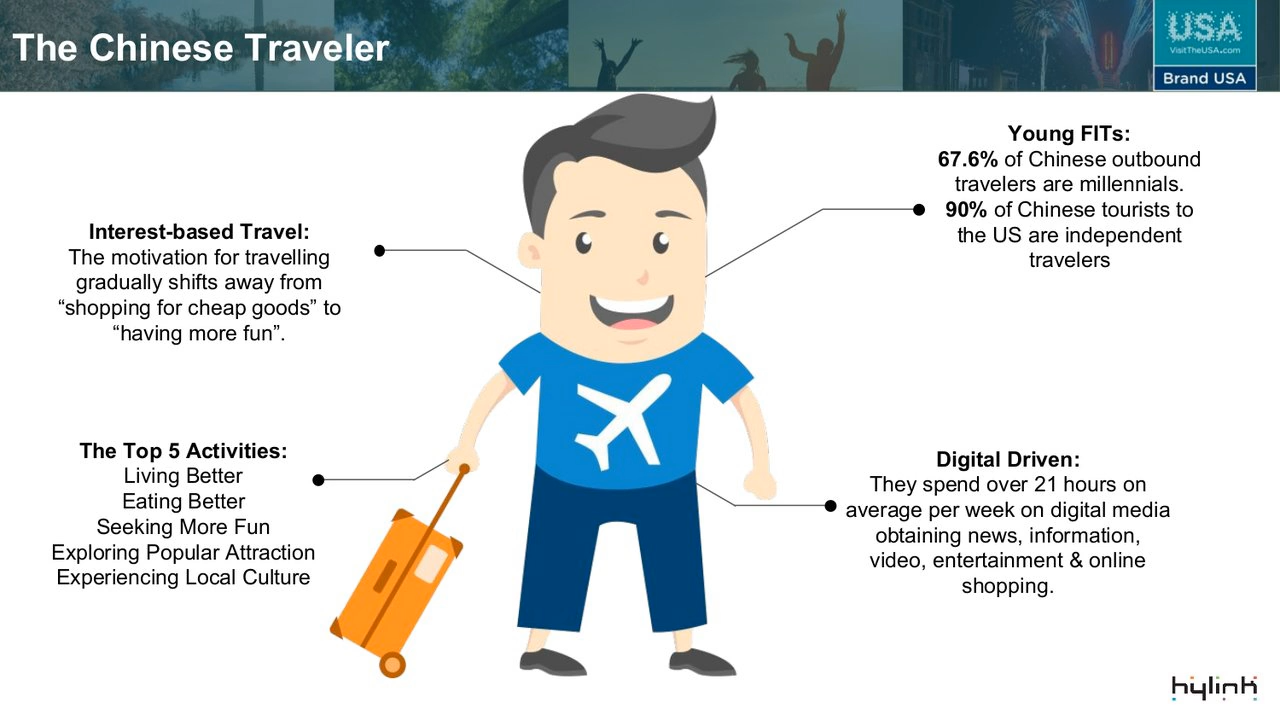 The Chinese Traveler
USA
VisitTheUSA.com
Brand USA
Young FITs:
67.6% of Chinese outbound
travelers are millennials.
90% of Chinese tourists to
the US are independent
travelers
Interest-based Travel:
The motivation for travelling
gradually shifts away from
“shopping for cheap goods” to
“having more fun”.
The Top 5 Activities:
Living Better
Eating Better
Seeking More Fun
Exploring Popular Attraction
Experiencing Local Culture
Digital Driven:
They spend over 21 hours on
average per week on digital media
obtaining news, information,
video, entertainment & online
shopping.
hylink